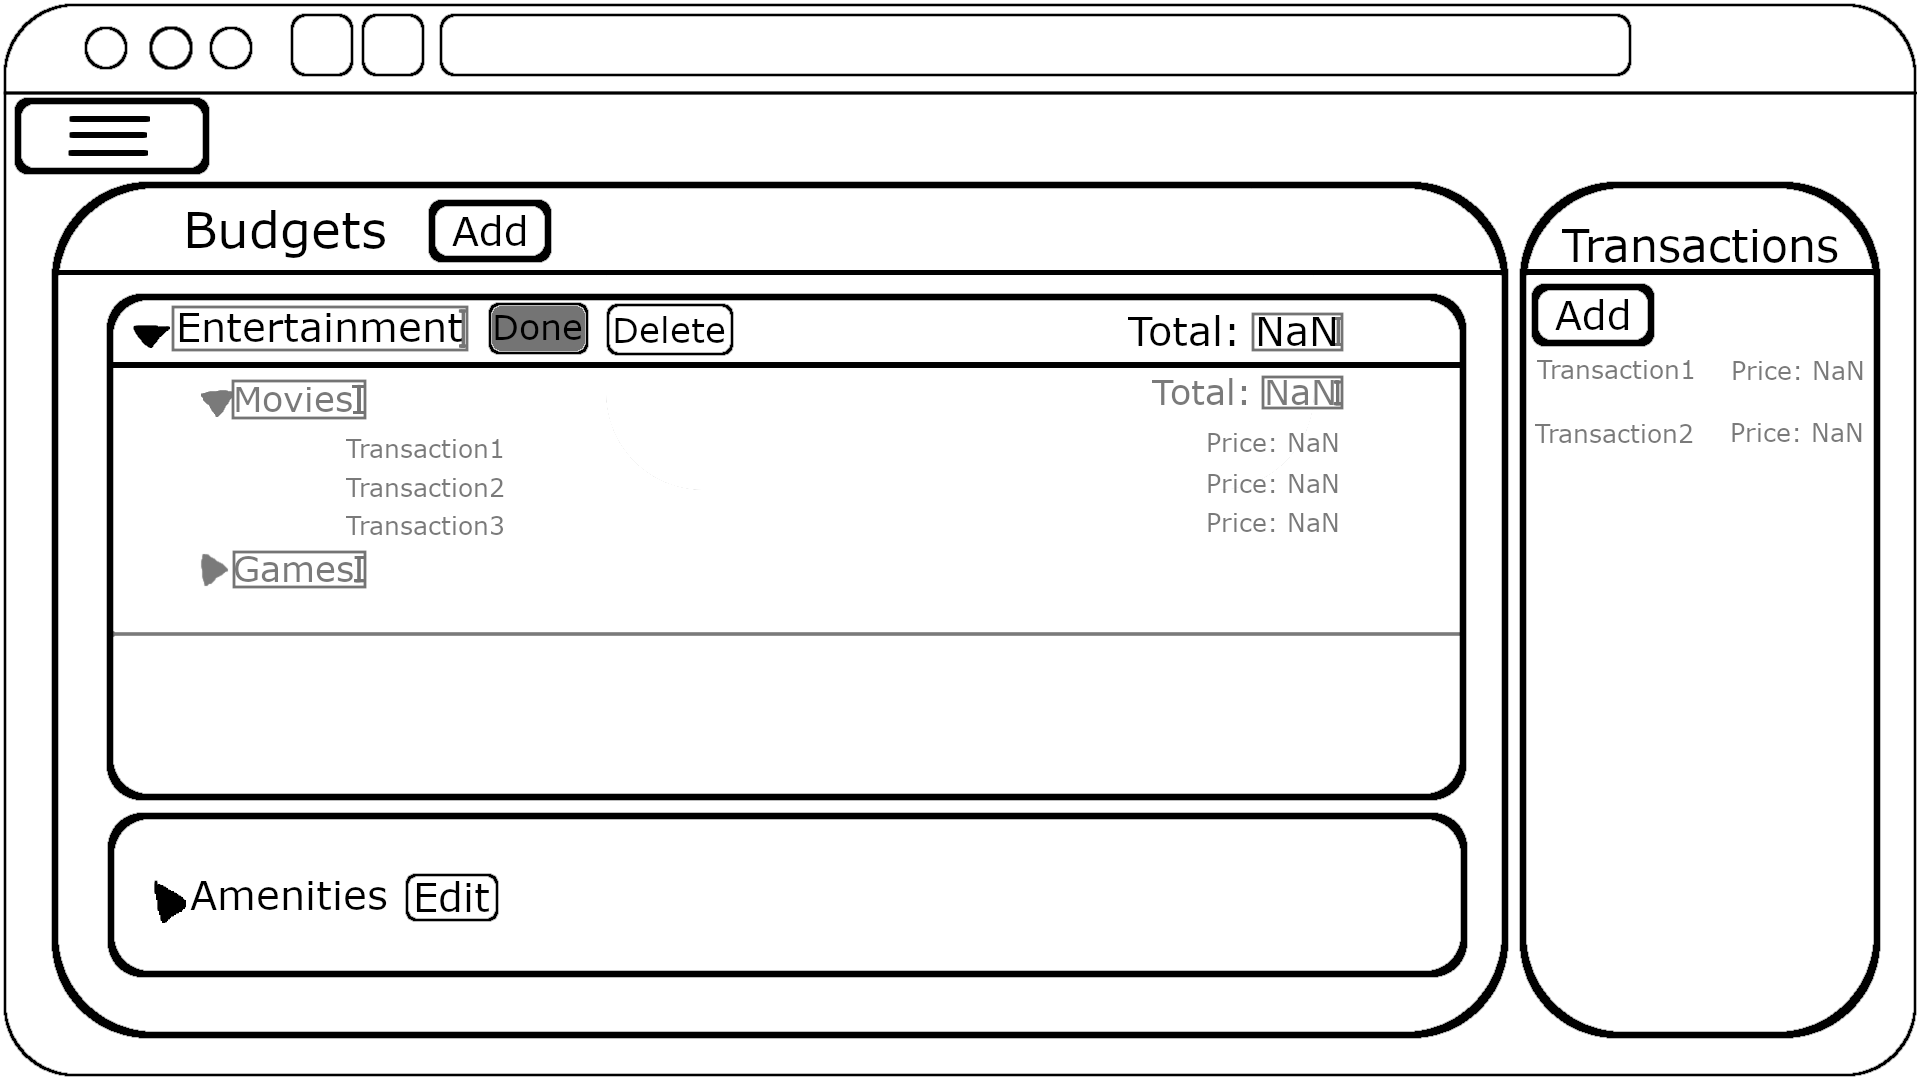 Budgets Add
Entertainment Done Delete Total: NaN
Movies Total: NaN
Transaction1 Price: NaN
Transaction2 Price: NaN
Transaction3 Price: NaN
Games
Amenities Edit
Transactions
Add
Transaction1 Price: NaN
Transaction2 Price: NaN